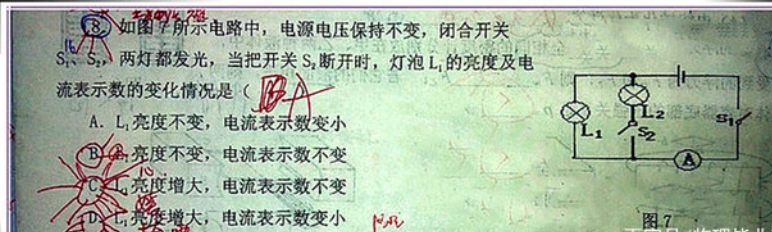 8. 如图7所示电路中，电源电压保持不变，闭合开关
S₁、S₂，两灯都发光，当把开关S₂断开时，灯泡L₁的亮度及电
流表示数的变化情况是（
A. L₁亮度不变，电流表示数变小
B. L₁亮度不变，电流表示数不变
C. L₁亮度增大，电流表示数不变
D. L₁亮度增大，电流表示数变小
L₁
L₂
S₂
S₁
A
图7